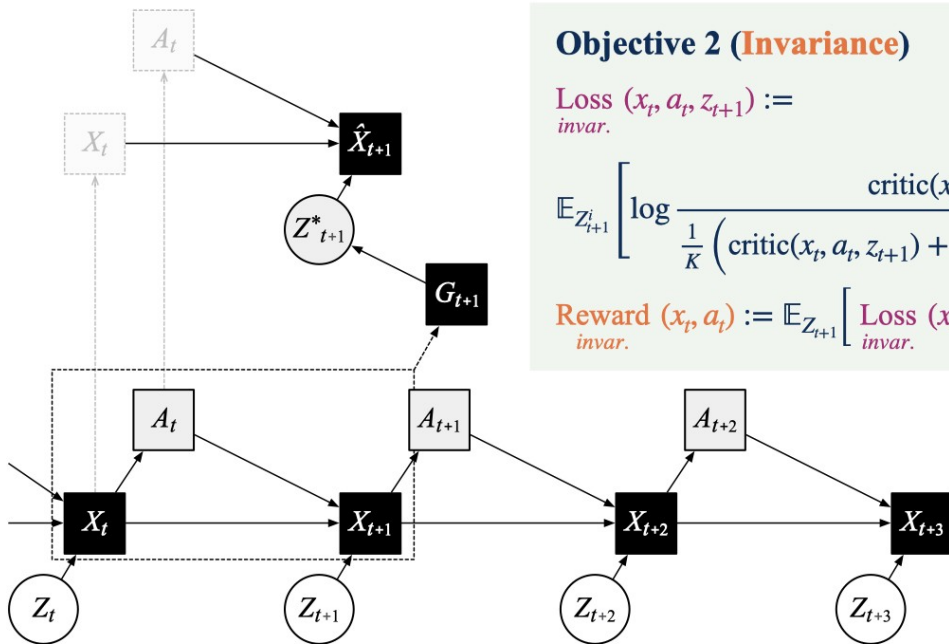 A_t
X_t
X̂_{t+1}
Z*_{t+1}
G_{t+1}
Objective 2 (Invariance)
Loss (x_t, a_t, z_{t+1}) :=
invar.
𝔼_{Z^i_{t+1}} [ log critic(x
1/K ( critic(x_t, a_t, z_{t+1}) +
Reward (x_t, a_t) := 𝔼_{Z_{t+1}} [ Loss (x
invar. invar.
A_t A_{t+1} A_{t+2}
X_t X_{t+1} X_{t+2} X_{t+3}
Z_t Z_{t+1} Z_{t+2} Z_{t+3}